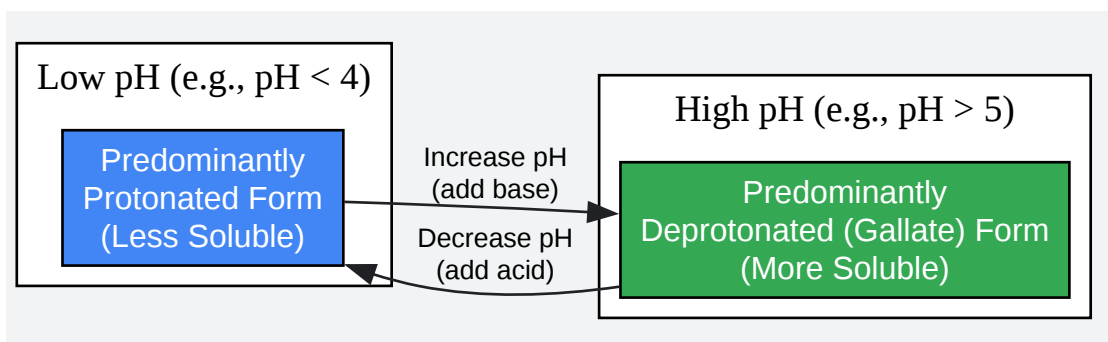 Low pH (e.g., pH < 4)
Predominantly
Protonated Form
(Less Soluble)
Increase pH
(add base)
Decrease pH
(add acid)
High pH (e.g., pH > 5)
Predominantly
Deprotonated (Gallate) Form
(More Soluble)